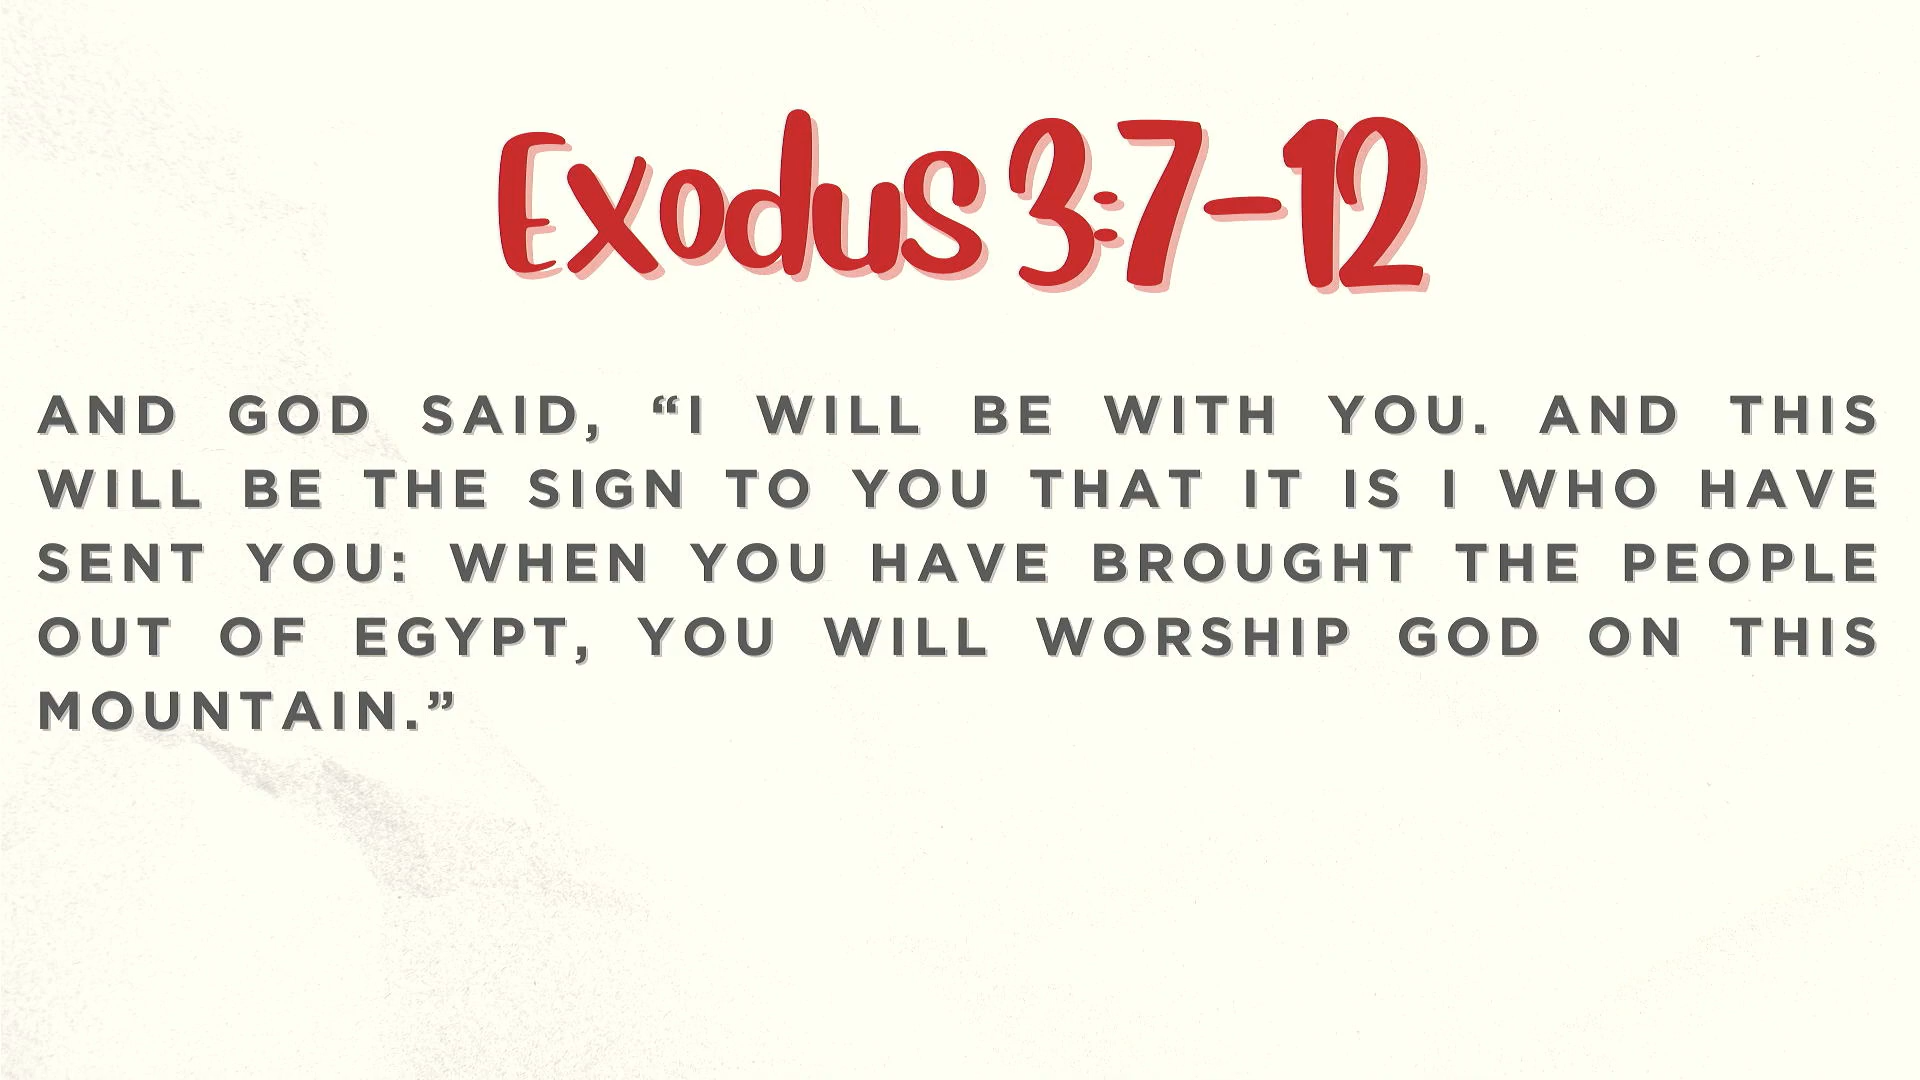 Exodus 3:7-12
AND GOD SAID, “I WILL BE WITH YOU. AND THIS
WILL BE THE SIGN TO YOU THAT IT IS I WHO HAVE
SENT YOU: WHEN YOU HAVE BROUGHT THE PEOPLE
OUT OF EGYPT, YOU WILL WORSHIP GOD ON THIS
MOUNTAIN.”